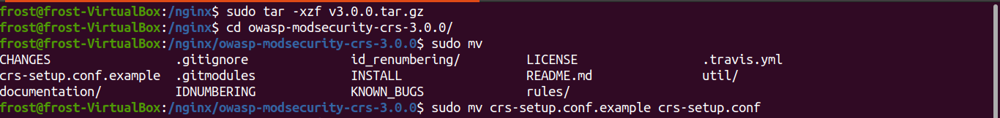 frost@frost-VirtualBox:/nginx$ sudo tar -xzf v3.0.0.tar.gz
frost@frost-VirtualBox:/nginx$ cd owasp-modsecurity-crs-3.0.0/
frost@frost-VirtualBox:/nginx/owasp-modsecurity-crs-3.0.0$ sudo mv
CHANGES .gitignore id_renumbering/ LICENSE .travis.yml
crs-setup.conf.example .gitmodules INSTALL README.md util/
documentation/ IDNUMBERING KNOWN_BUGS rules/
frost@frost-VirtualBox:/nginx/owasp-modsecurity-crs-3.0.0$ sudo mv crs-setup.conf.example crs-setup.conf